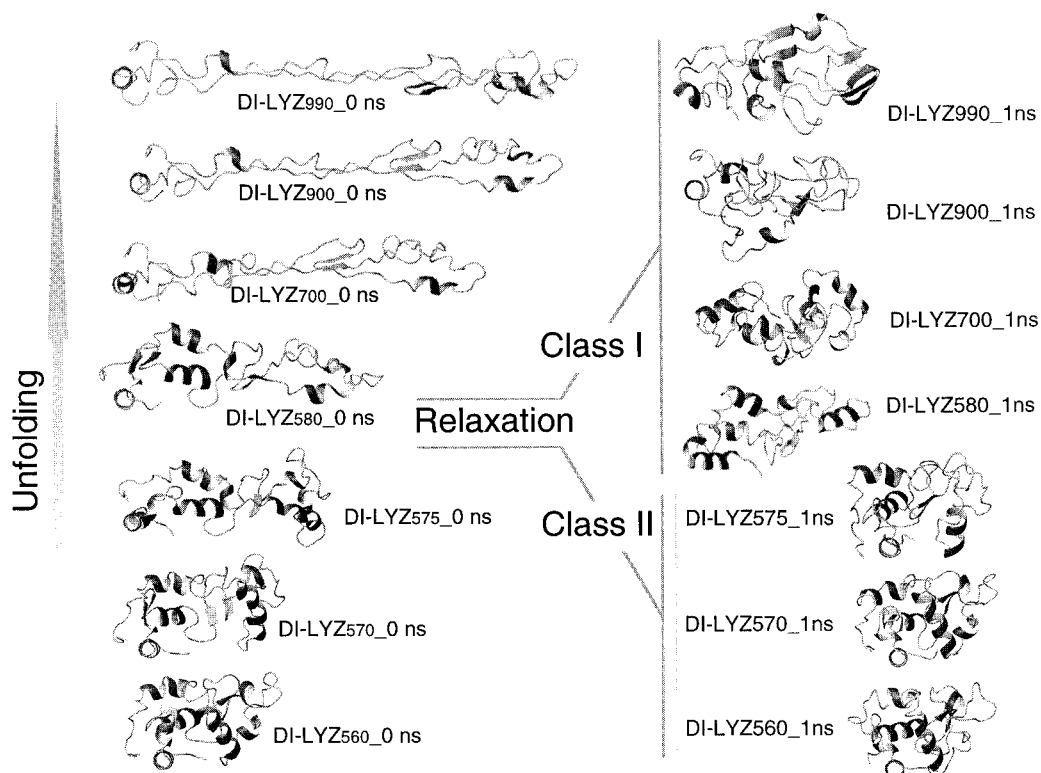 DI-LYZ990_0 ns
DI-LYZ900_0 ns
DI-LYZ700_0 ns
DI-LYZ580_0 ns
DI-LYZ575_0 ns
DI-LYZ570_0 ns
DI-LYZ560_0 ns
Unfolding
Class I
Relaxation
Class II
DI-LYZ990_1ns
DI-LYZ900_1ns
DI-LYZ700_1ns
DI-LYZ580_1ns
DI-LYZ575_1ns
DI-LYZ570_1ns
DI-LYZ560_1ns